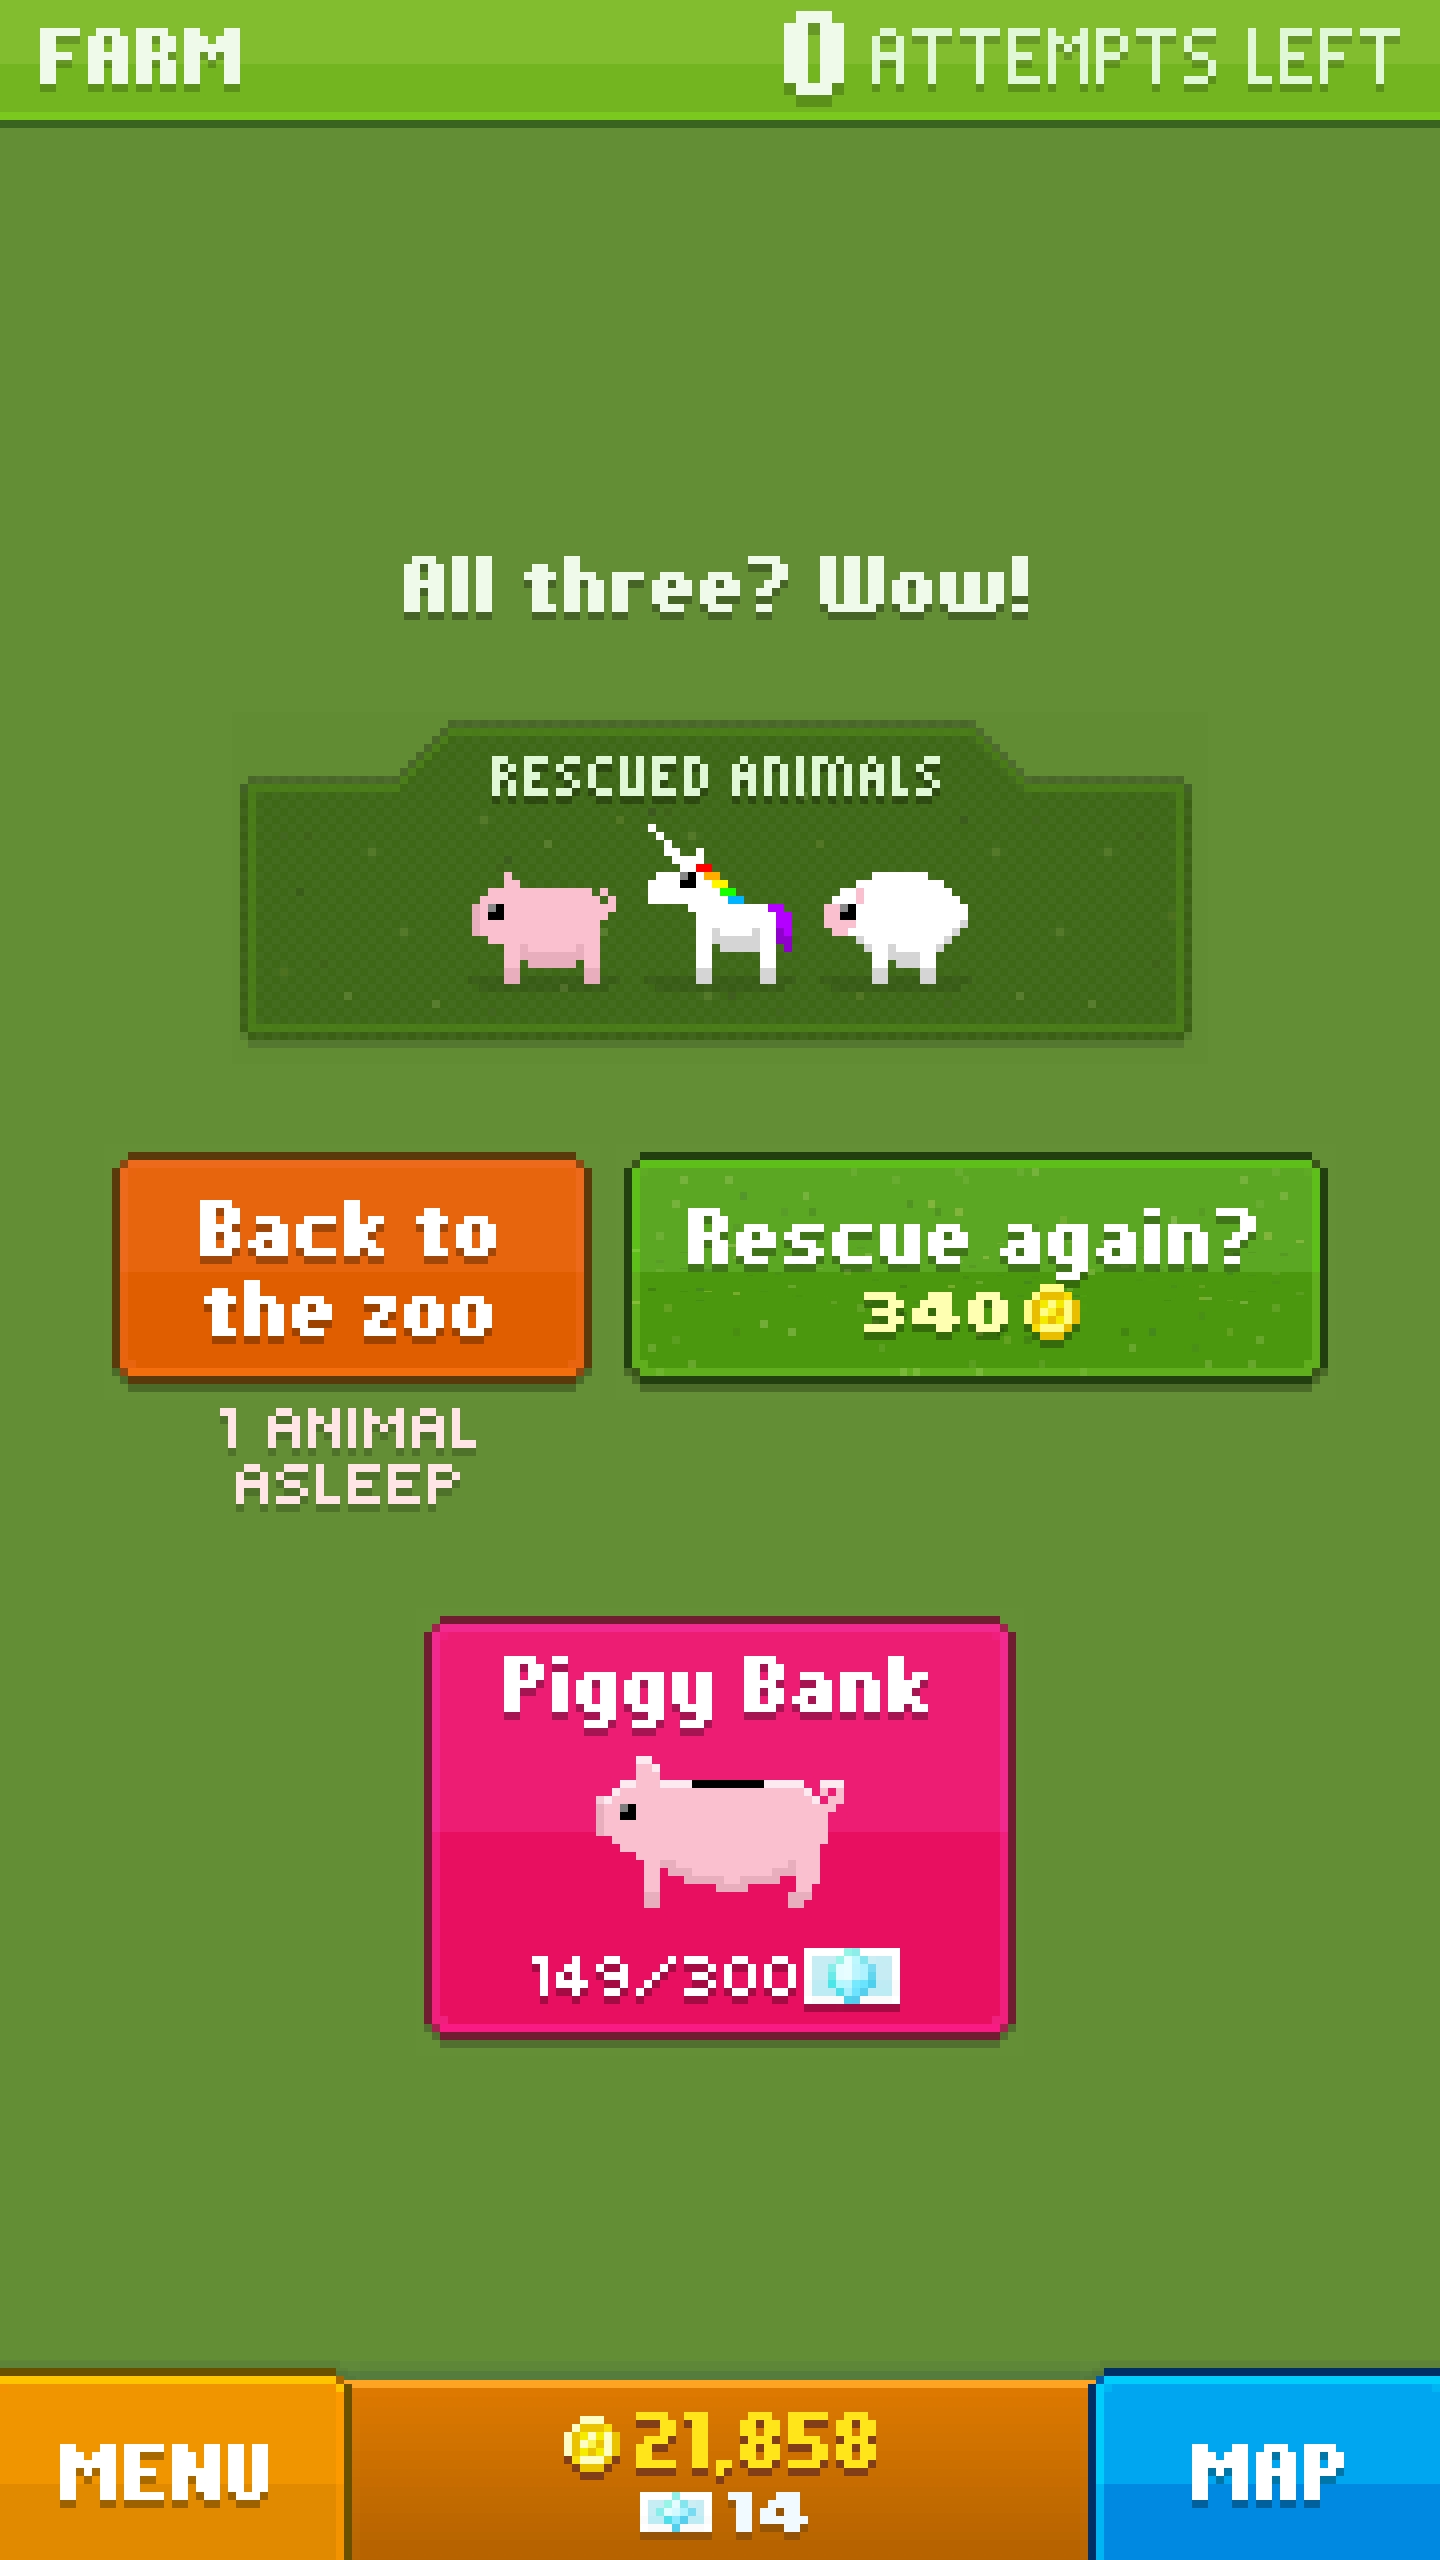 FARM
0 ATTEMPTS LEFT
All three? Wow!
RESCUED ANIMALS
Back to
the zoo
Rescue again?
340
1 ANIMAL
ASLEEP
Piggy Bank
149/300
MENU
21,858
14
MAP